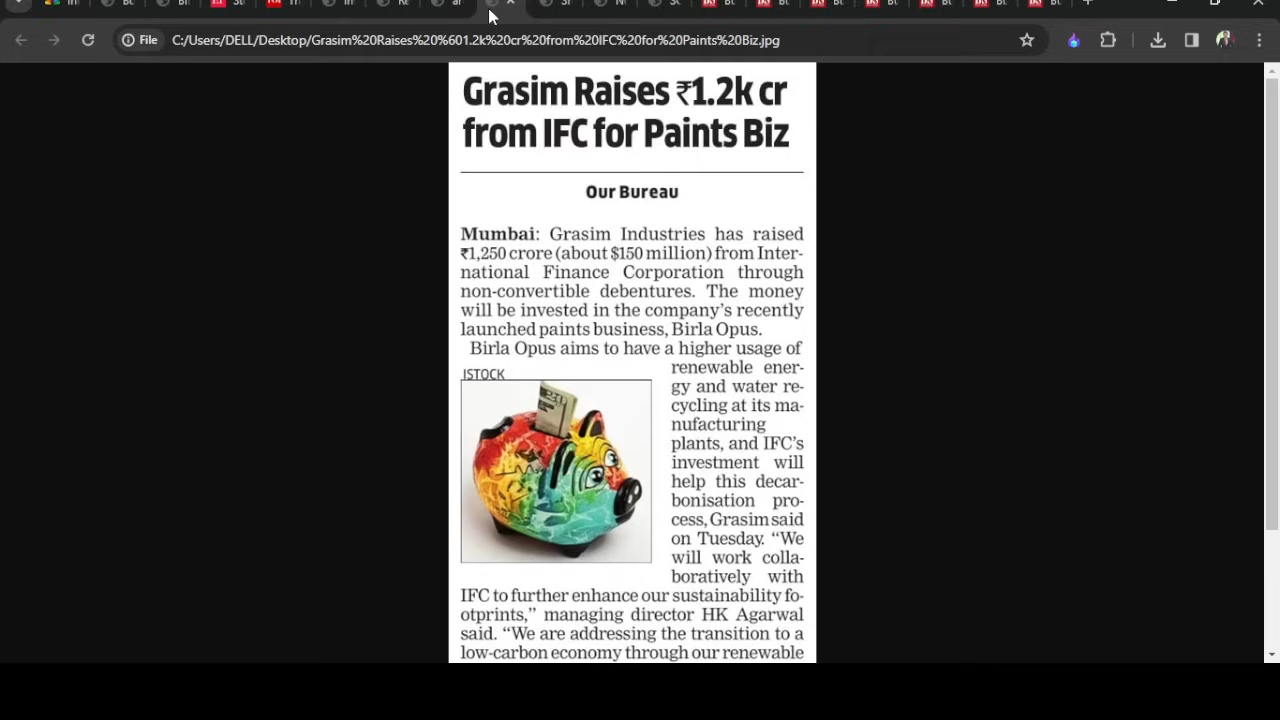 File
C:/Users/DELL/Desktop/Grasim%20Raises%20%601.2k%20cr%20from%20IFC%20for%20Paints%20Biz.jpg
Grasim Raises ₹1.2k cr
from IFC for Paints Biz
Our Bureau
Mumbai: Grasim Industries has raised
₹1,250 crore (about $150 million) from Inter-
national Finance Corporation through
non-convertible debentures. The money
will be invested in the company's recently
launched paints business, Birla Opus.
Birla Opus aims to have a higher usage of
ISTOCK
renewable ener-
gy and water re-
cycling at its ma-
nufacturing
plants, and IFC's
investment will
help this decar-
bonisation pro-
cess, Grasim said
on Tuesday. "We
will work colla-
boratively with
IFC to further enhance our sustainability fo-
otprints," managing director HK Agarwal
said. "We are addressing the transition to a
low-carbon economy through our renewable